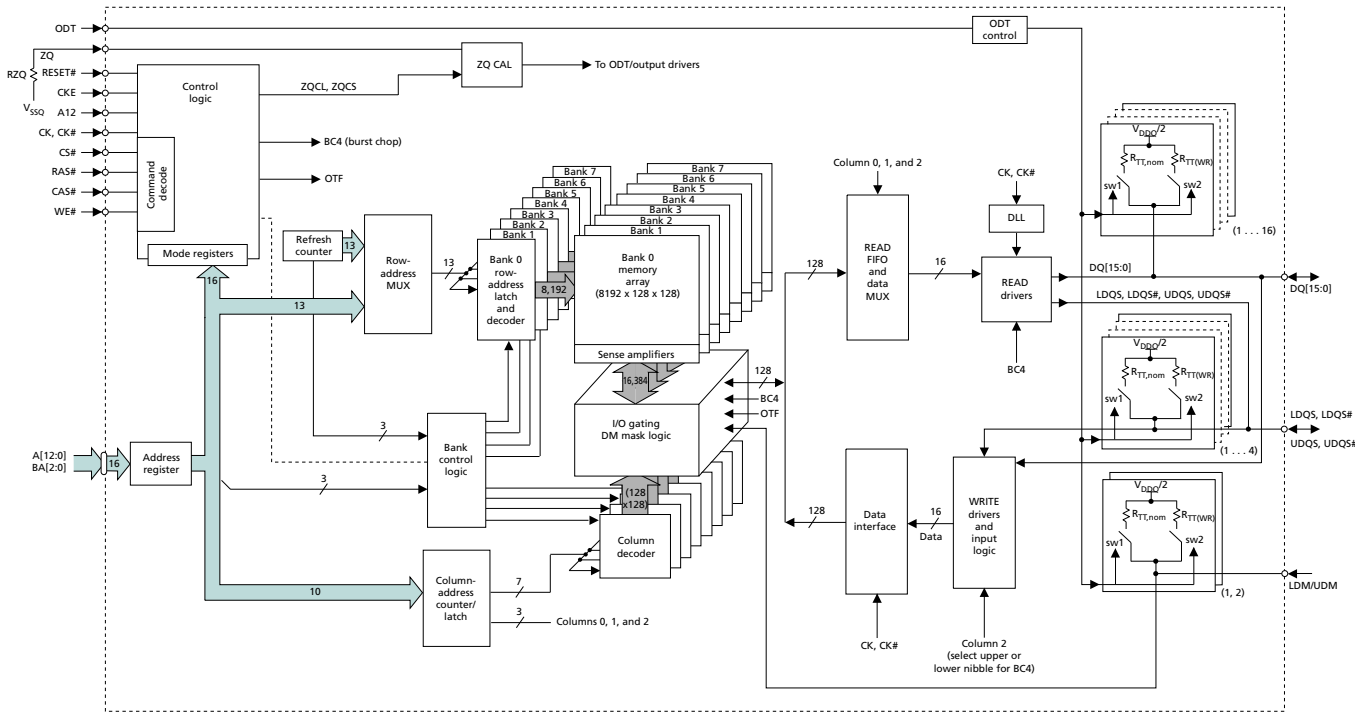 ODT
ODT
control
ZQ
RZQ
VSSQ
RESET#
CKE
A12
CK, CK#
CS#
RAS#
CAS#
WE#
Control
logic
Command
decode
Mode registers
ZQCL, ZQCS
ZQ CAL
To ODT/output drivers
BC4 (burst chop)
OTF
Refresh
counter
13
16
13
Row-
address
MUX
13
Bank 7
Bank 6
Bank 5
Bank 4
Bank 3
Bank 2
Bank 1
Bank 0
row-
address
latch
and
decoder
8,192
Bank 7
Bank 6
Bank 5
Bank 4
Bank 3
Bank 2
Bank 1
Bank 0
memory
array
(8192 x 128 x 128)
Sense amplifiers
16,384
I/O gating
DM mask logic
128
BC4
OTF
(128
x128)
Column
decoder
3
3
Bank
control
logic
A[12:0]
BA[2:0]
16
Address
register
10
Column-
address
counter/
latch
7
3
Columns 0, 1, and 2
Column 0, 1, and 2
128
READ
FIFO
and
data
MUX
16
CK, CK#
DLL
READ
drivers
BC4
DQ[15:0]
LDQS, LDQS#, UDQS, UDQS#
128
Data
interface
16
Data
WRITE
drivers
and
input
logic
CK, CK#
Column 2
(select upper or
lower nibble for BC4)
VDDQ/2
RTT,nom
RTT(WR)
sw1
sw2
(1 . . . 16)
DQ[15:0]
VDDQ/2
RTT,nom
RTT(WR)
sw1
sw2
(1 . . . 4)
LDQS, LDQS#
UDQS, UDQS#
VDDQ/2
RTT,nom
RTT(WR)
sw1
sw2
(1, 2)
LDM/UDM